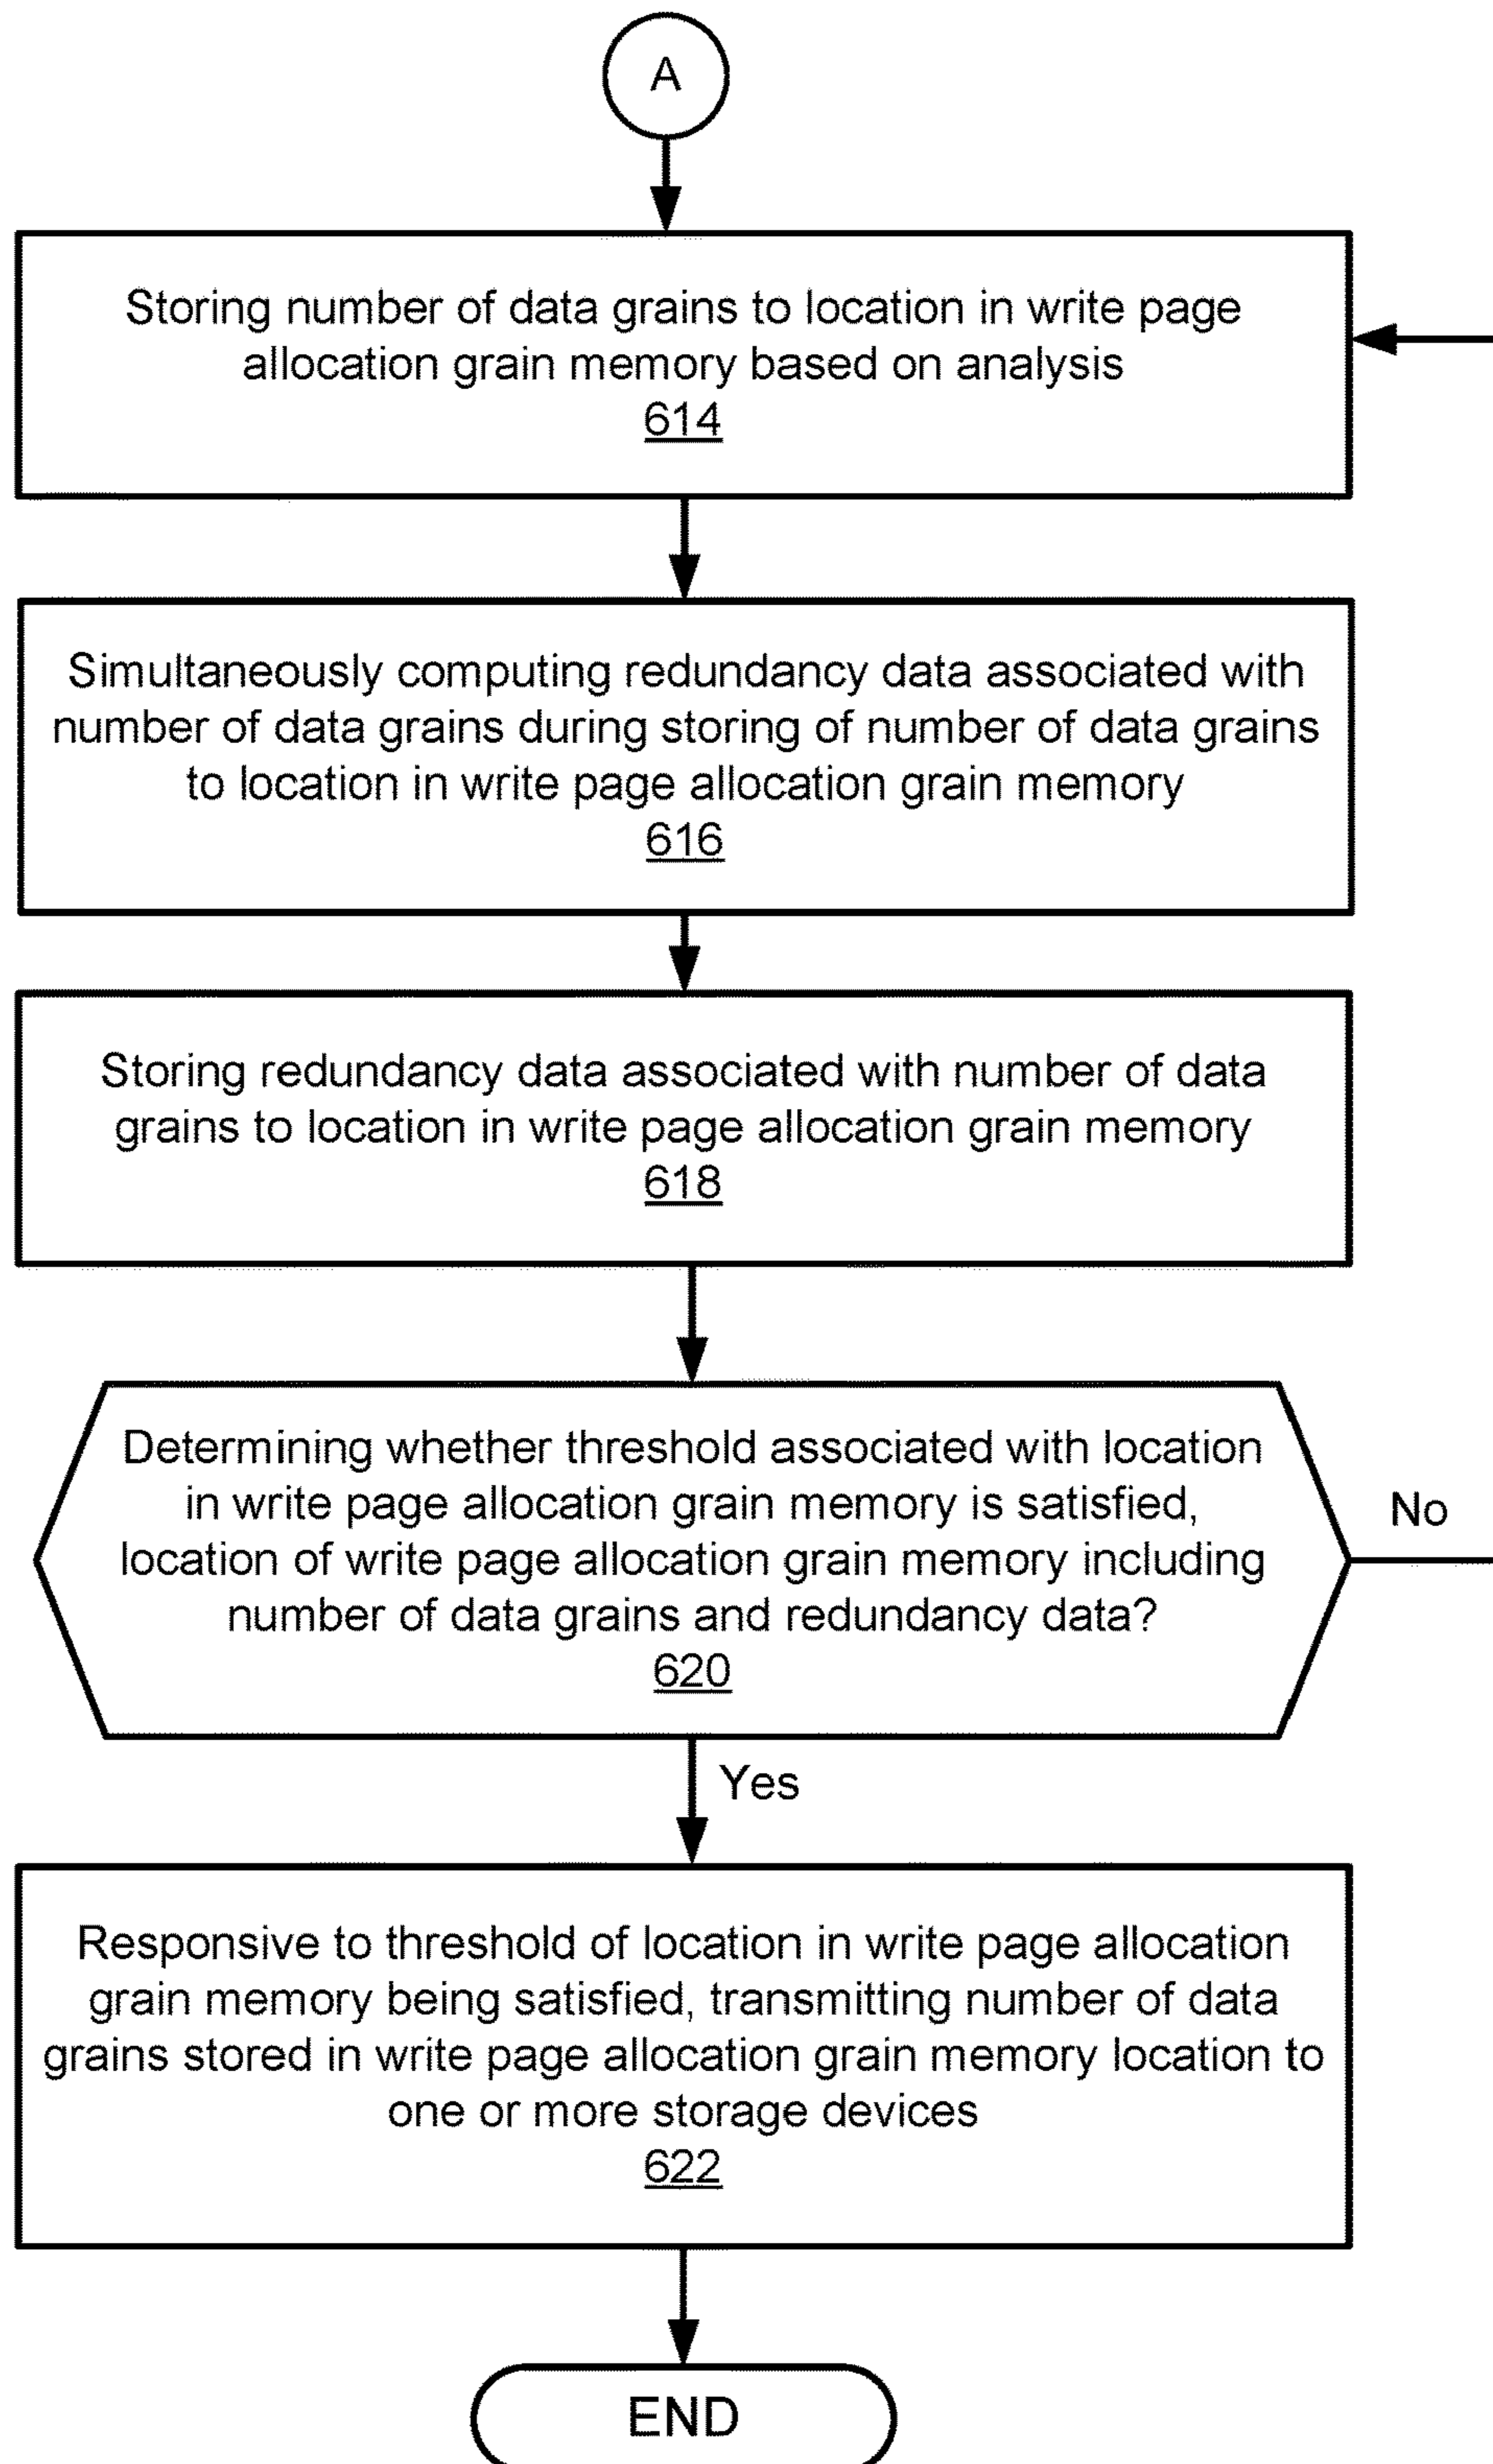 A
Storing number of data grains to location in write page
allocation grain memory based on analysis
614
Simultaneously computing redundancy data associated with
number of data grains during storing of number of data grains
to location in write page allocation grain memory
616
Storing redundancy data associated with number of data
grains to location in write page allocation grain memory
618
Determining whether threshold associated with location
in write page allocation grain memory is satisfied,
location of write page allocation grain memory including
number of data grains and redundancy data?
620
No
Yes
Responsive to threshold of location in write page allocation
grain memory being satisfied, transmitting number of data
grains stored in write page allocation grain memory location to
one or more storage devices
622
END